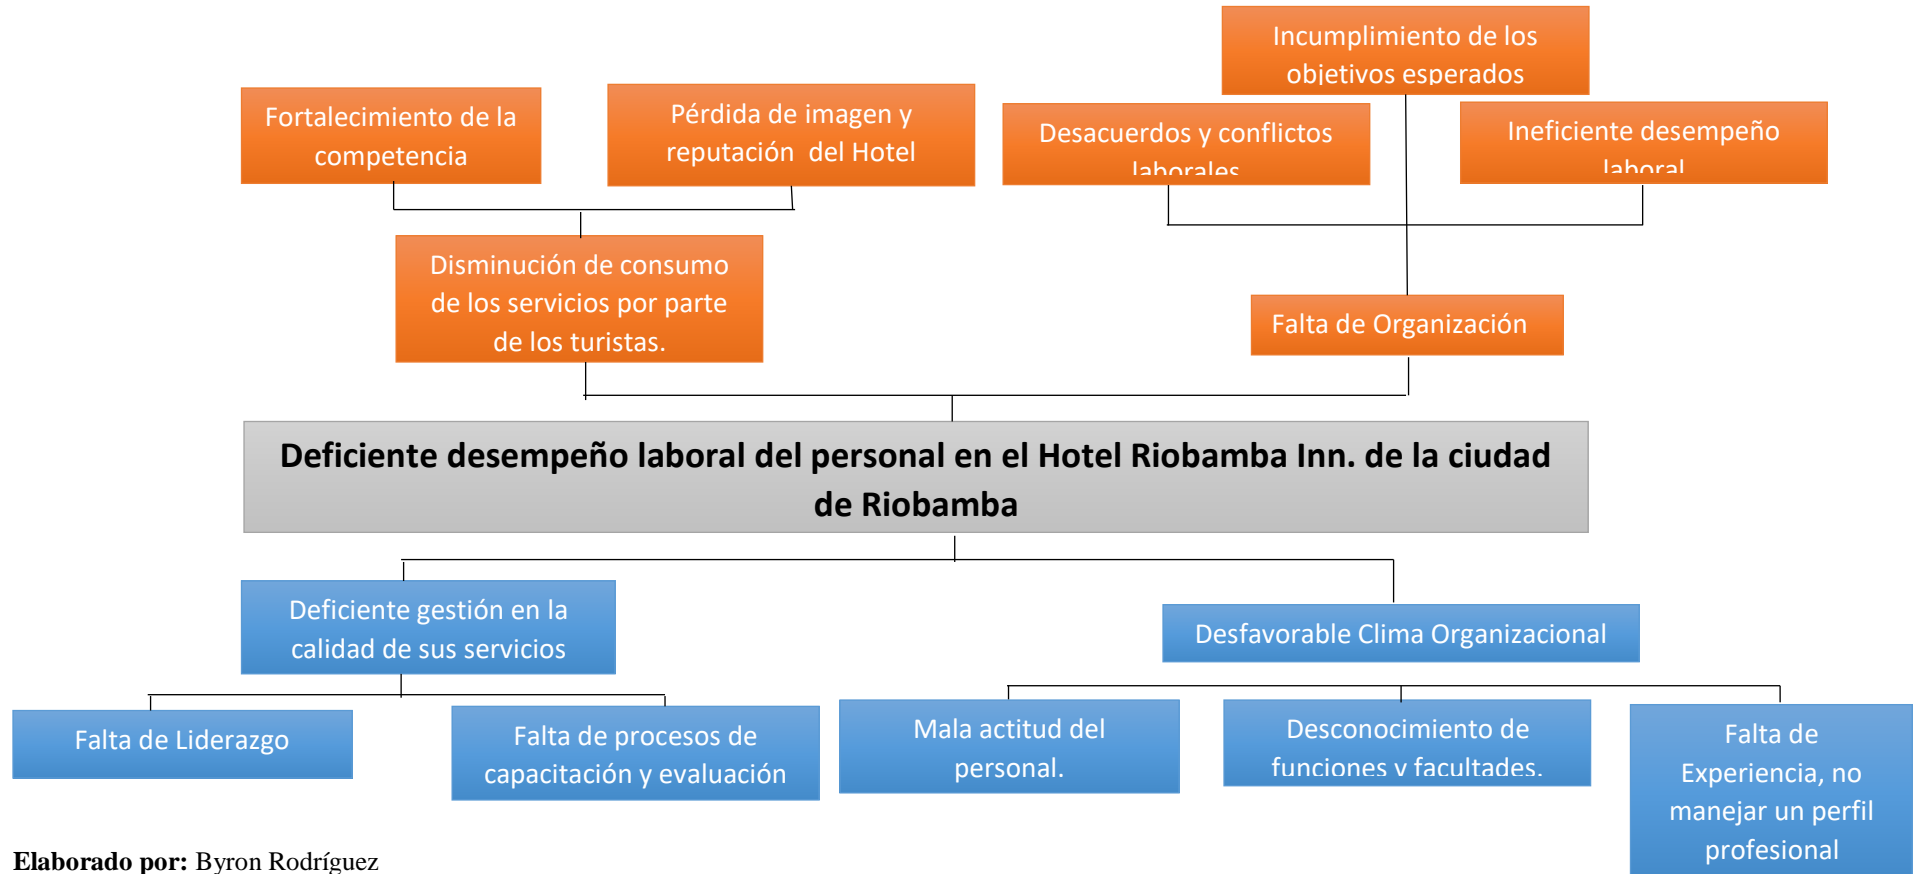 Incumplimiento de los
objetivos esperados
Fortalecimiento de la
competencia
Pérdida de imagen y
reputación del Hotel
Desacuerdos y conflictos
laborales
Ineficiente desempeño
laboral
Disminución de consumo
de los servicios por parte
de los turistas.
Falta de Organización
Deficiente desempeño laboral del personal en el Hotel Riobamba Inn. de la ciudad
de Riobamba
Deficiente gestión en la
calidad de sus servicios
Desfavorable Clima Organizacional
Falta de Liderazgo
Falta de procesos de
capacitación y evaluación
Mala actitud del
personal.
Desconocimiento de
funciones y facultades.
Falta de
Experiencia, no
manejar un perfil
profesional
Elaborado por: Byron Rodríguez